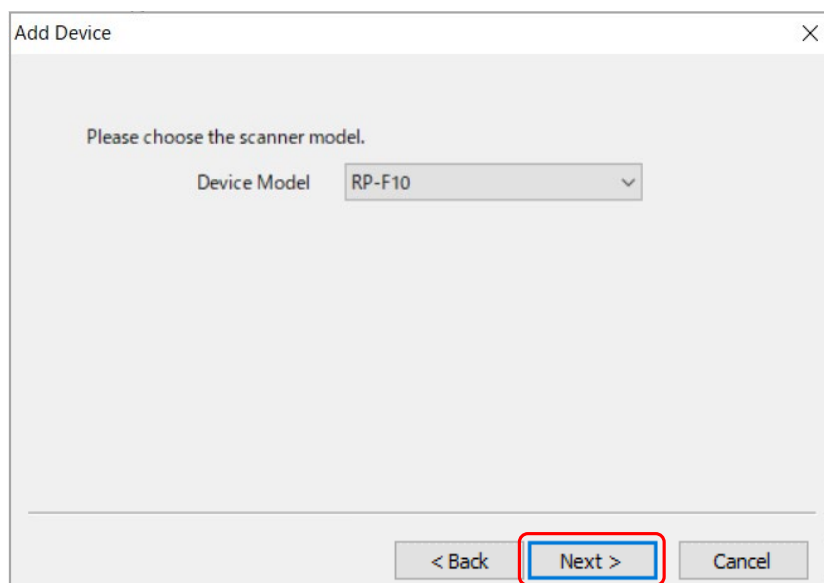 Add Device
Please choose the scanner model.
Device Model RP-F10
< Back Next > Cancel